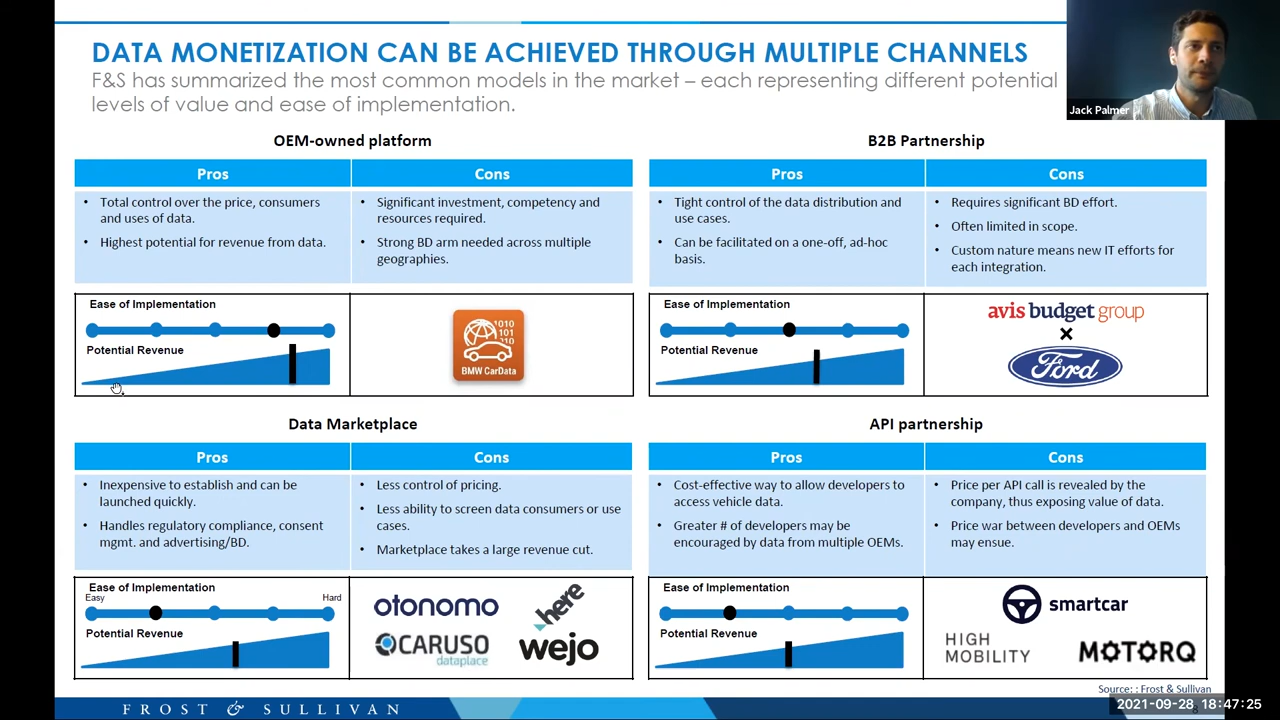 DATA MONETIZATION CAN BE ACHIEVED THROUGH MULTIPLE CHANNELS
F&S has summarized the most common models in the market – each representing different potential
levels of value and ease of implementation.
Jack Palmer
OEM-owned platform
Pros
Cons
• Total control over the price, consumers
and uses of data.
• Highest potential for revenue from data.
• Significant investment, competency and
resources required.
• Strong BD arm needed across multiple
geographies.
Ease of Implementation
Potential Revenue
1010
101
010
BMW CarData
B2B Partnership
Pros
Cons
• Tight control of the data distribution and
use cases.
• Can be facilitated on a one-off, ad-hoc
basis.
• Requires significant BD effort.
• Often limited in scope.
• Custom nature means new IT efforts for
each integration.
Ease of Implementation
Potential Revenue
avis budget group
Ford
Data Marketplace
Pros
Cons
• Inexpensive to establish and can be
launched quickly.
• Handles regulatory compliance, consent
mgmt. and advertising/BD.
• Less control of pricing.
• Less ability to screen data consumers or use
cases.
• Marketplace takes a large revenue cut.
Ease of Implementation
Easy
Hard
Potential Revenue
otonomo
here
CARUSO
dataplace
wejo
API partnership
Pros
Cons
• Cost-effective way to allow developers to
access vehicle data.
• Greater # of developers may be
encouraged by data from multiple OEMs.
• Price per API call is revealed by the
company, thus exposing value of data.
• Price war between developers and OEMs
may ensue.
Ease of Implementation
Potential Revenue
smartcar
HIGH
MOBILITY
MOTORQ
Source: : Frost & Sullivan
FROST & SULLIVAN
2021-09-28 18:47:25